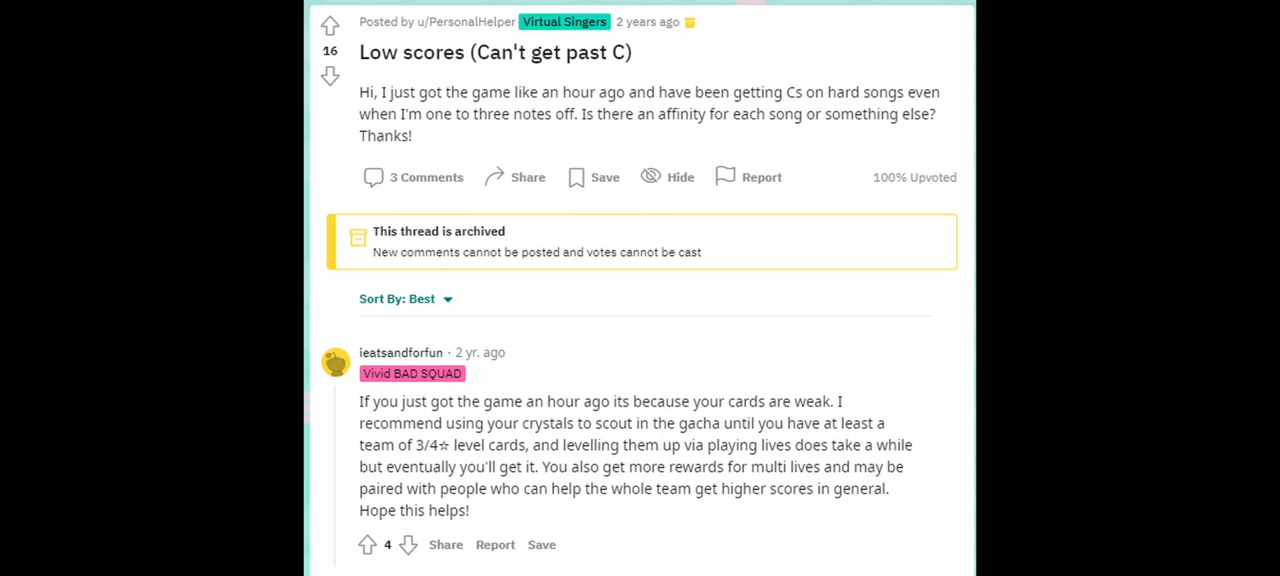 Posted by u/PersonalHelper Virtual Singers 2 years ago
16
Low scores (Can't get past C)
Hi, I just got the game like an hour ago and have been getting Cs on hard songs even
when I'm one to three notes off. Is there an affinity for each song or something else?
Thanks!
3 Comments Share Save Hide Report 100% Upvoted
This thread is archived
New comments cannot be posted and votes cannot be cast
Sort By: Best
ieatsandforfun · 2 yr. ago
Vivid BAD SQUAD
If you just got the game an hour ago its because your cards are weak. I
recommend using your crystals to scout in the gacha until you have at least a
team of 3/4☆ level cards, and levelling them up via playing lives does take a while
but eventually you'll get it. You also get more rewards for multi lives and may be
paired with people who can help the whole team get higher scores in general.
Hope this helps!
4 Share Report Save